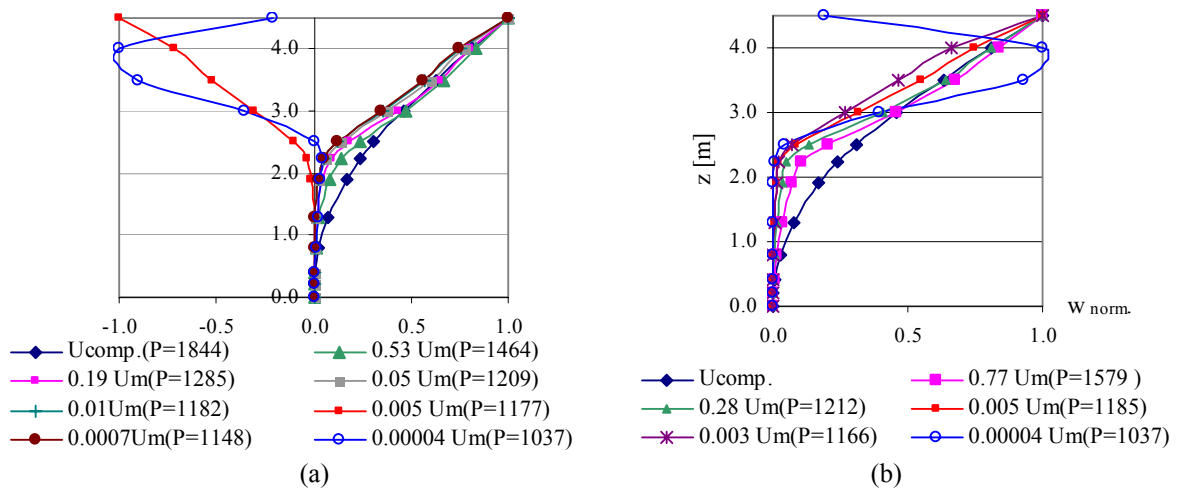 4.0
3.0
2.0
1.0
0.0
-1.0 -0.5 0.0 0.5 1.0
Ucomp.(P=1844)
0.53 Um(P=1464)
0.19 Um(P=1285)
0.05 Um(P=1209)
0.01Um(P=1182)
0.005 Um(P=1177)
0.0007Um(P=1148)
0.00004 Um(P=1037)
(a)
z [m]
4.0
3.0
2.0
1.0
0.0
0.0 0.5 1.0
W norm.
Ucomp.
0.77 Um(P=1579 )
0.28 Um(P=1212)
0.005 Um(P=1185)
0.003 Um(P=1166)
0.00004 Um(P=1037)
(b)